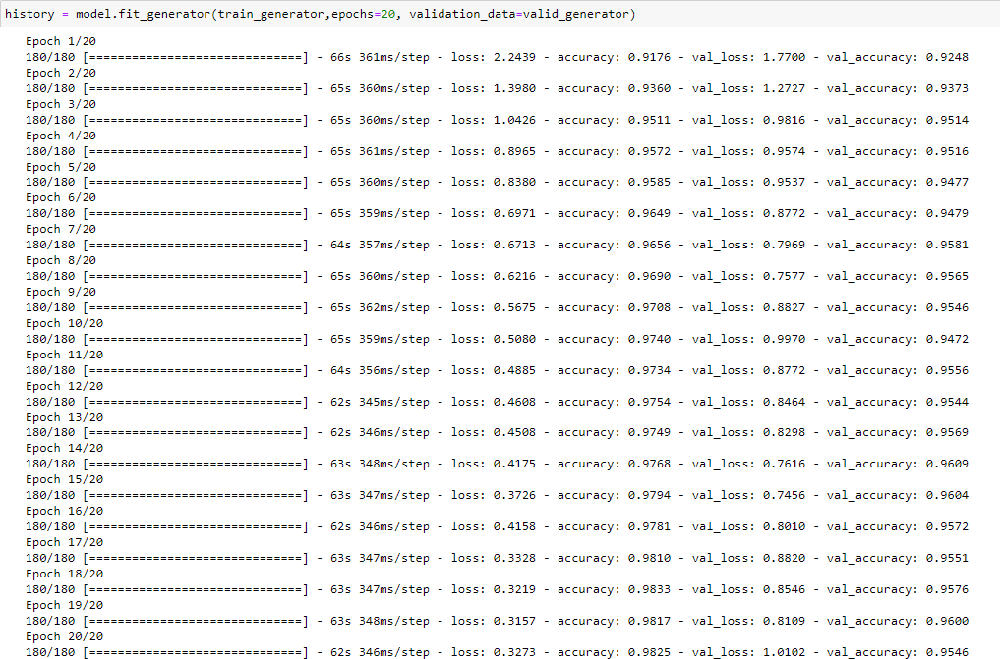 history = model.fit_generator(train_generator,epochs=20, validation_data=valid_generator)
Epoch 1/20
180/180 [==============================] - 66s 361ms/step - loss: 2.2439 - accuracy: 0.9176 - val_loss: 1.7700 - val_accuracy: 0.9248
Epoch 2/20
180/180 [==============================] - 65s 360ms/step - loss: 1.3980 - accuracy: 0.9360 - val_loss: 1.2727 - val_accuracy: 0.9373
Epoch 3/20
180/180 [==============================] - 65s 360ms/step - loss: 1.0426 - accuracy: 0.9511 - val_loss: 0.9816 - val_accuracy: 0.9514
Epoch 4/20
180/180 [==============================] - 65s 361ms/step - loss: 0.8965 - accuracy: 0.9572 - val_loss: 0.9574 - val_accuracy: 0.9516
Epoch 5/20
180/180 [==============================] - 65s 360ms/step - loss: 0.8380 - accuracy: 0.9585 - val_loss: 0.9537 - val_accuracy: 0.9477
Epoch 6/20
180/180 [==============================] - 65s 359ms/step - loss: 0.6971 - accuracy: 0.9649 - val_loss: 0.8772 - val_accuracy: 0.9479
Epoch 7/20
180/180 [==============================] - 64s 357ms/step - loss: 0.6713 - accuracy: 0.9656 - val_loss: 0.7969 - val_accuracy: 0.9581
Epoch 8/20
180/180 [==============================] - 65s 360ms/step - loss: 0.6216 - accuracy: 0.9690 - val_loss: 0.7577 - val_accuracy: 0.9565
Epoch 9/20
180/180 [==============================] - 65s 362ms/step - loss: 0.5675 - accuracy: 0.9708 - val_loss: 0.8827 - val_accuracy: 0.9546
Epoch 10/20
180/180 [==============================] - 65s 359ms/step - loss: 0.5080 - accuracy: 0.9740 - val_loss: 0.9970 - val_accuracy: 0.9472
Epoch 11/20
180/180 [==============================] - 64s 356ms/step - loss: 0.4885 - accuracy: 0.9734 - val_loss: 0.8772 - val_accuracy: 0.9556
Epoch 12/20
180/180 [==============================] - 62s 345ms/step - loss: 0.4608 - accuracy: 0.9754 - val_loss: 0.8464 - val_accuracy: 0.9544
Epoch 13/20
180/180 [==============================] - 62s 346ms/step - loss: 0.4508 - accuracy: 0.9749 - val_loss: 0.8298 - val_accuracy: 0.9569
Epoch 14/20
180/180 [==============================] - 63s 348ms/step - loss: 0.4175 - accuracy: 0.9768 - val_loss: 0.7616 - val_accuracy: 0.9609
Epoch 15/20
180/180 [==============================] - 63s 347ms/step - loss: 0.3726 - accuracy: 0.9794 - val_loss: 0.7456 - val_accuracy: 0.9604
Epoch 16/20
180/180 [==============================] - 62s 346ms/step - loss: 0.4158 - accuracy: 0.9781 - val_loss: 0.8010 - val_accuracy: 0.9572
Epoch 17/20
180/180 [==============================] - 63s 347ms/step - loss: 0.3328 - accuracy: 0.9810 - val_loss: 0.8820 - val_accuracy: 0.9551
Epoch 18/20
180/180 [==============================] - 63s 347ms/step - loss: 0.3219 - accuracy: 0.9833 - val_loss: 0.8546 - val_accuracy: 0.9576
Epoch 19/20
180/180 [==============================] - 63s 348ms/step - loss: 0.3157 - accuracy: 0.9817 - val_loss: 0.8109 - val_accuracy: 0.9600
Epoch 20/20
180/180 [==============================] - 62s 346ms/step - loss: 0.3273 - accuracy: 0.9825 - val_loss: 1.0102 - val_accuracy: 0.9546